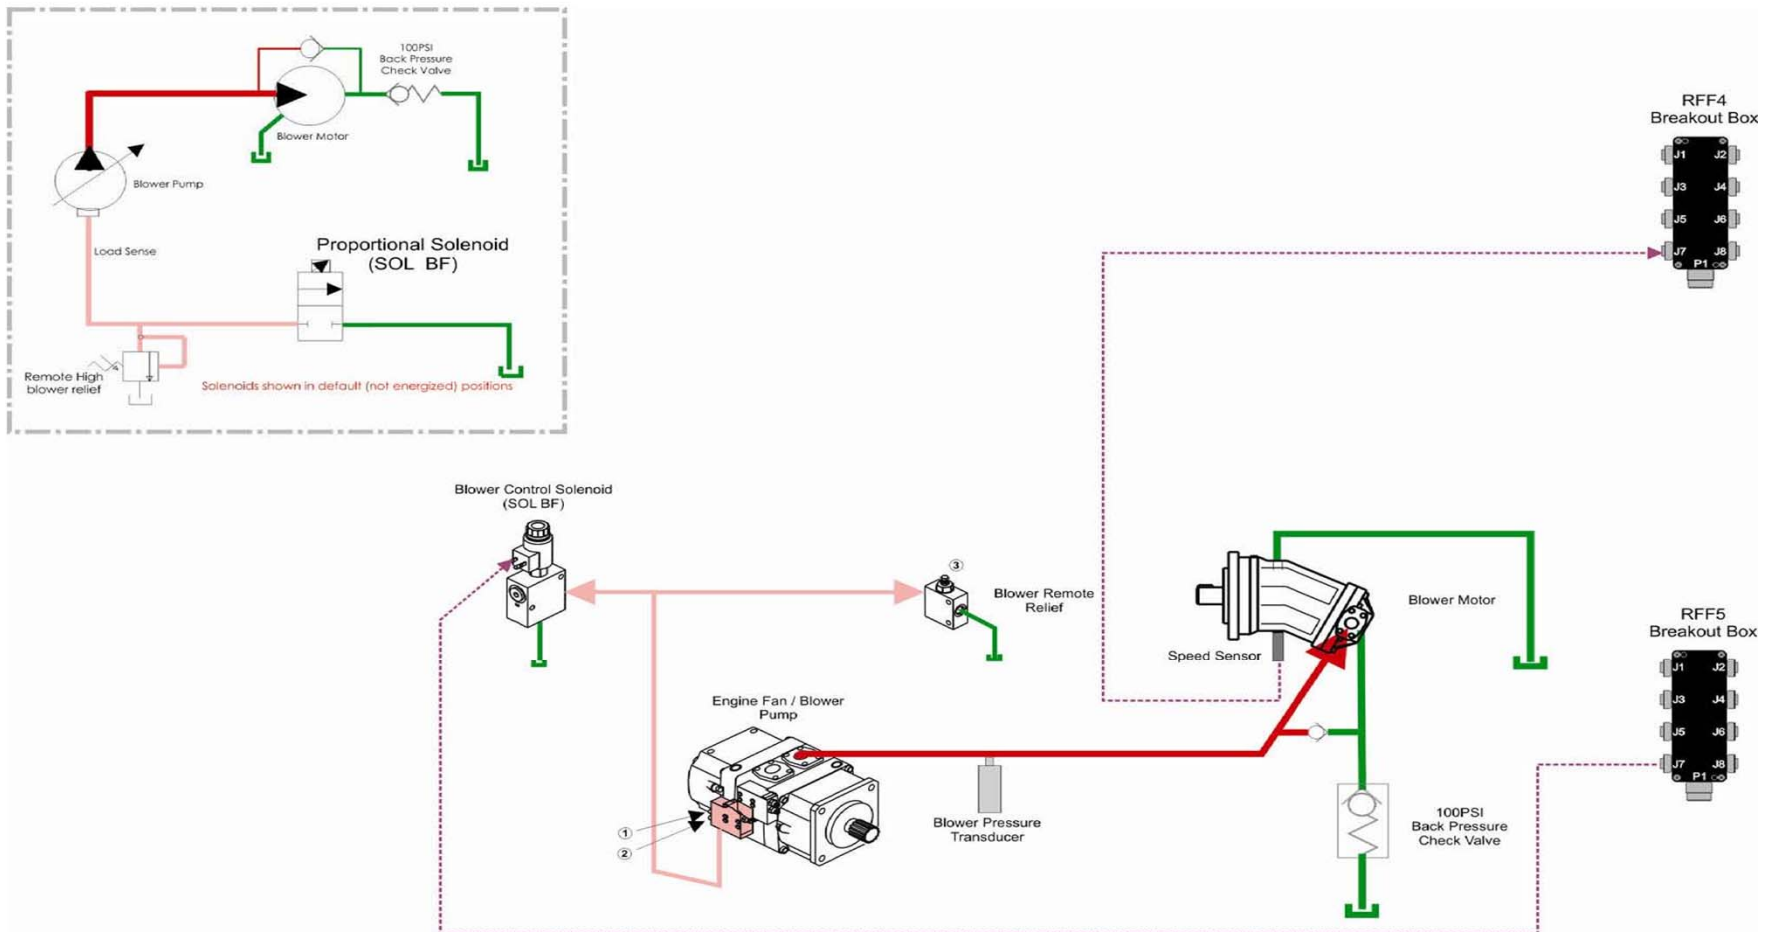 100PSI
Back Pressure
Check Valve
Blower Motor
Blower Pump
Load Sense
Proportional Solenoid
(SOL BF)
Remote High
blower relief
Solenoids shown in default (not energized) positions
RFF4
Breakout Box
J1 J2
J3 J4
J5 J6
J7 J8
P1
Blower Control Solenoid
(SOL BF)
3
Blower Remote
Relief
Blower Motor
Speed Sensor
RFF5
Breakout Box
J1 J2
J3 J4
J5 J6
J7 J8
P1
Engine Fan / Blower
Pump
1
2
Blower Pressure
Transducer
100PSI
Back Pressure
Check Valve